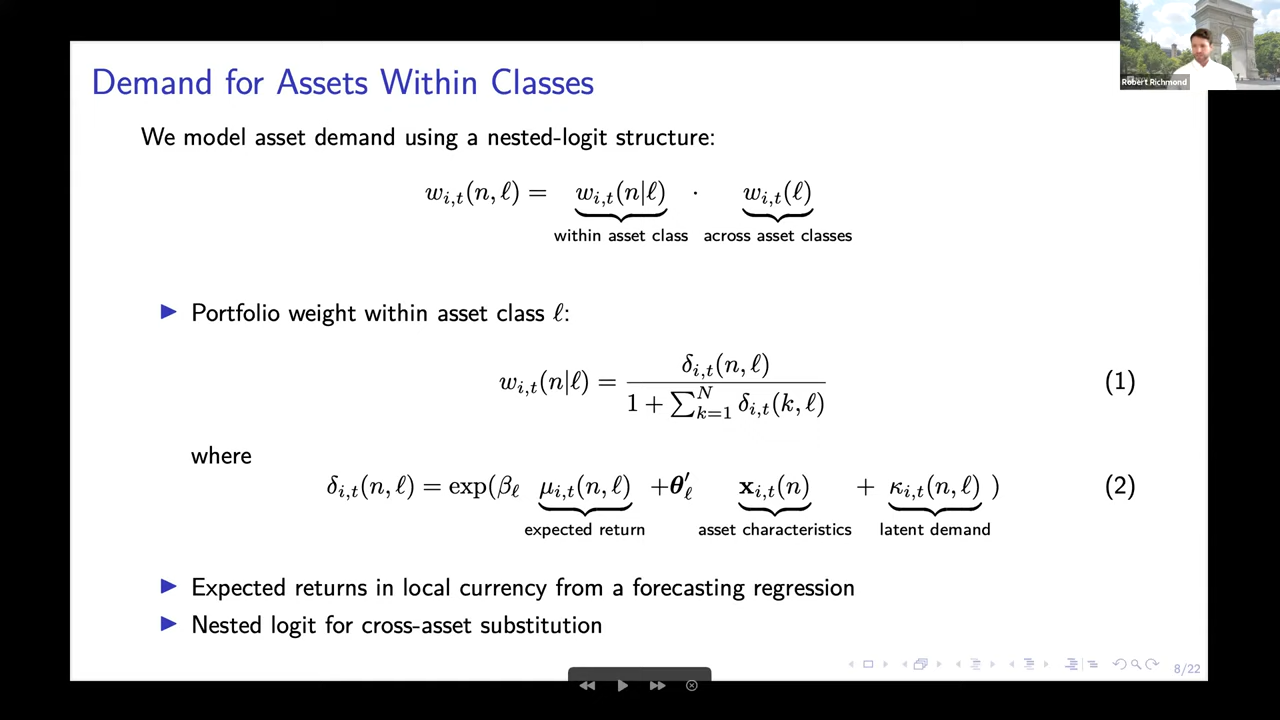 Demand for Assets Within Classes
Robert Richmond
We model asset demand using a nested-logit structure:
w_{i,t}(n, ℓ) = w_{i,t}(n|ℓ) · w_{i,t}(ℓ)
within asset class across asset classes
▶ Portfolio weight within asset class ℓ:
w_{i,t}(n|ℓ) = δ_{i,t}(n, ℓ) / (1 + ∑_{k=1}^{N} δ_{i,t}(k, ℓ)) (1)
where
δ_{i,t}(n, ℓ) = exp(β_ℓ μ_{i,t}(n, ℓ) + θ′_ℓ x_{i,t}(n) + κ_{i,t}(n, ℓ) ) (2)
expected return asset characteristics latent demand
▶ Expected returns in local currency from a forecasting regression
▶ Nested logit for cross-asset substitution
8/22